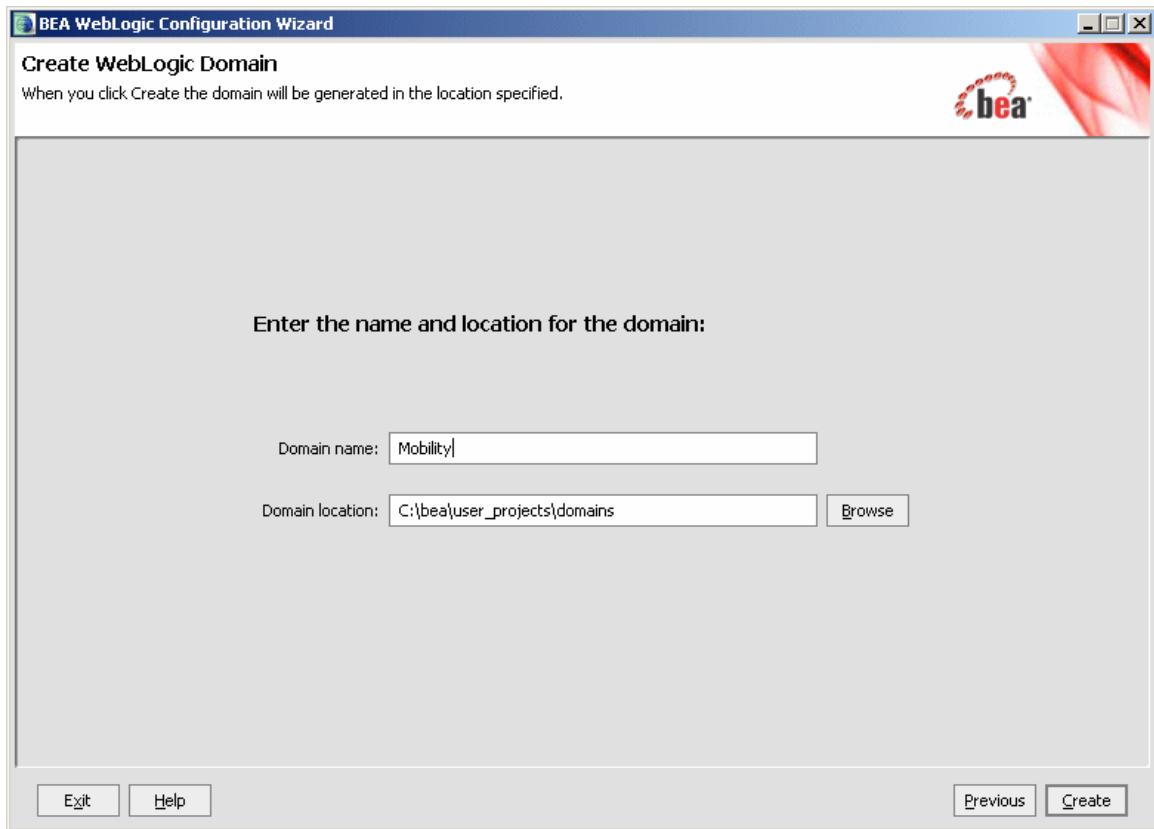 BEA WebLogic Configuration Wizard
Create WebLogic Domain
When you click Create the domain will be generated in the location specified.
bea
Enter the name and location for the domain:
Domain name: Mobility
Domain location: C:\bea\user_projects\domains Browse
Exit Help Previous Create